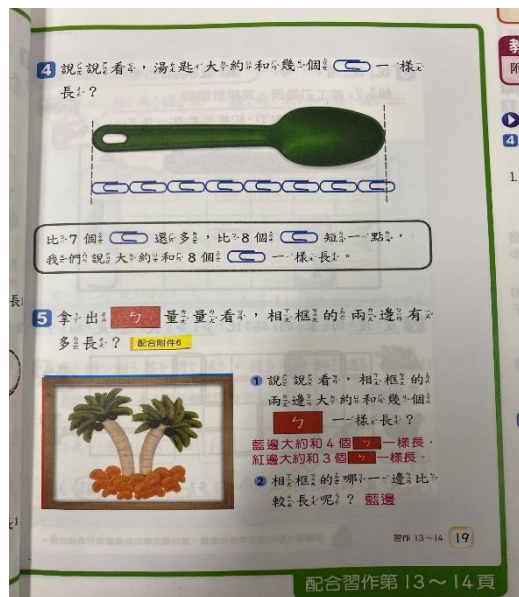 4 說說看，湯匙大約和幾個 一樣
長？
比7個 還多，比8個 短一點，
我們說大約和8個 一樣長。
5 拿出 ㄅ 量量看，相框的兩邊有
多長？ 配合附件6
1 說說看，相框的
兩邊大約和幾個
ㄅ 一樣長？
藍邊大約和4個 ㄅ 一樣長。
紅邊大約和3個 ㄅ 一樣長。
2 相框的哪一邊比
較長呢？ 藍邊
習作 13～14 19
配合習作第13～14頁
教
附
4
1.